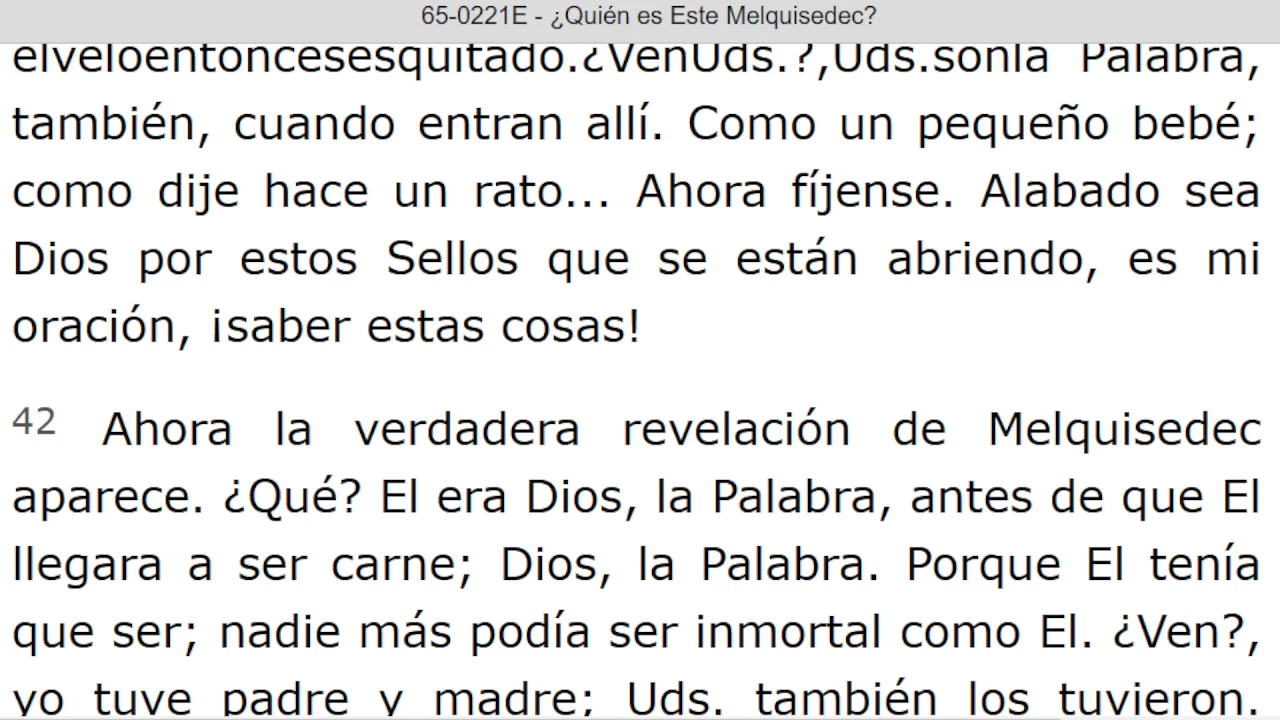 65-0221E - ¿Quién es Este Melquisedec?
elveloentoncesesquitado.¿VenUds.?,Uds.sonla Palabra,
también, cuando entran allí. Como un pequeño bebé;
como dije hace un rato... Ahora fíjense. Alabado sea
Dios por estos Sellos que se están abriendo, es mi
oración, ¡saber estas cosas!
42 Ahora la verdadera revelación de Melquisedec
aparece. ¿Qué? El era Dios, la Palabra, antes de que El
llegara a ser carne; Dios, la Palabra. Porque El tenía
que ser; nadie más podía ser inmortal como El. ¿Ven?,
yo tuve padre y madre; Uds. también los tuvieron.